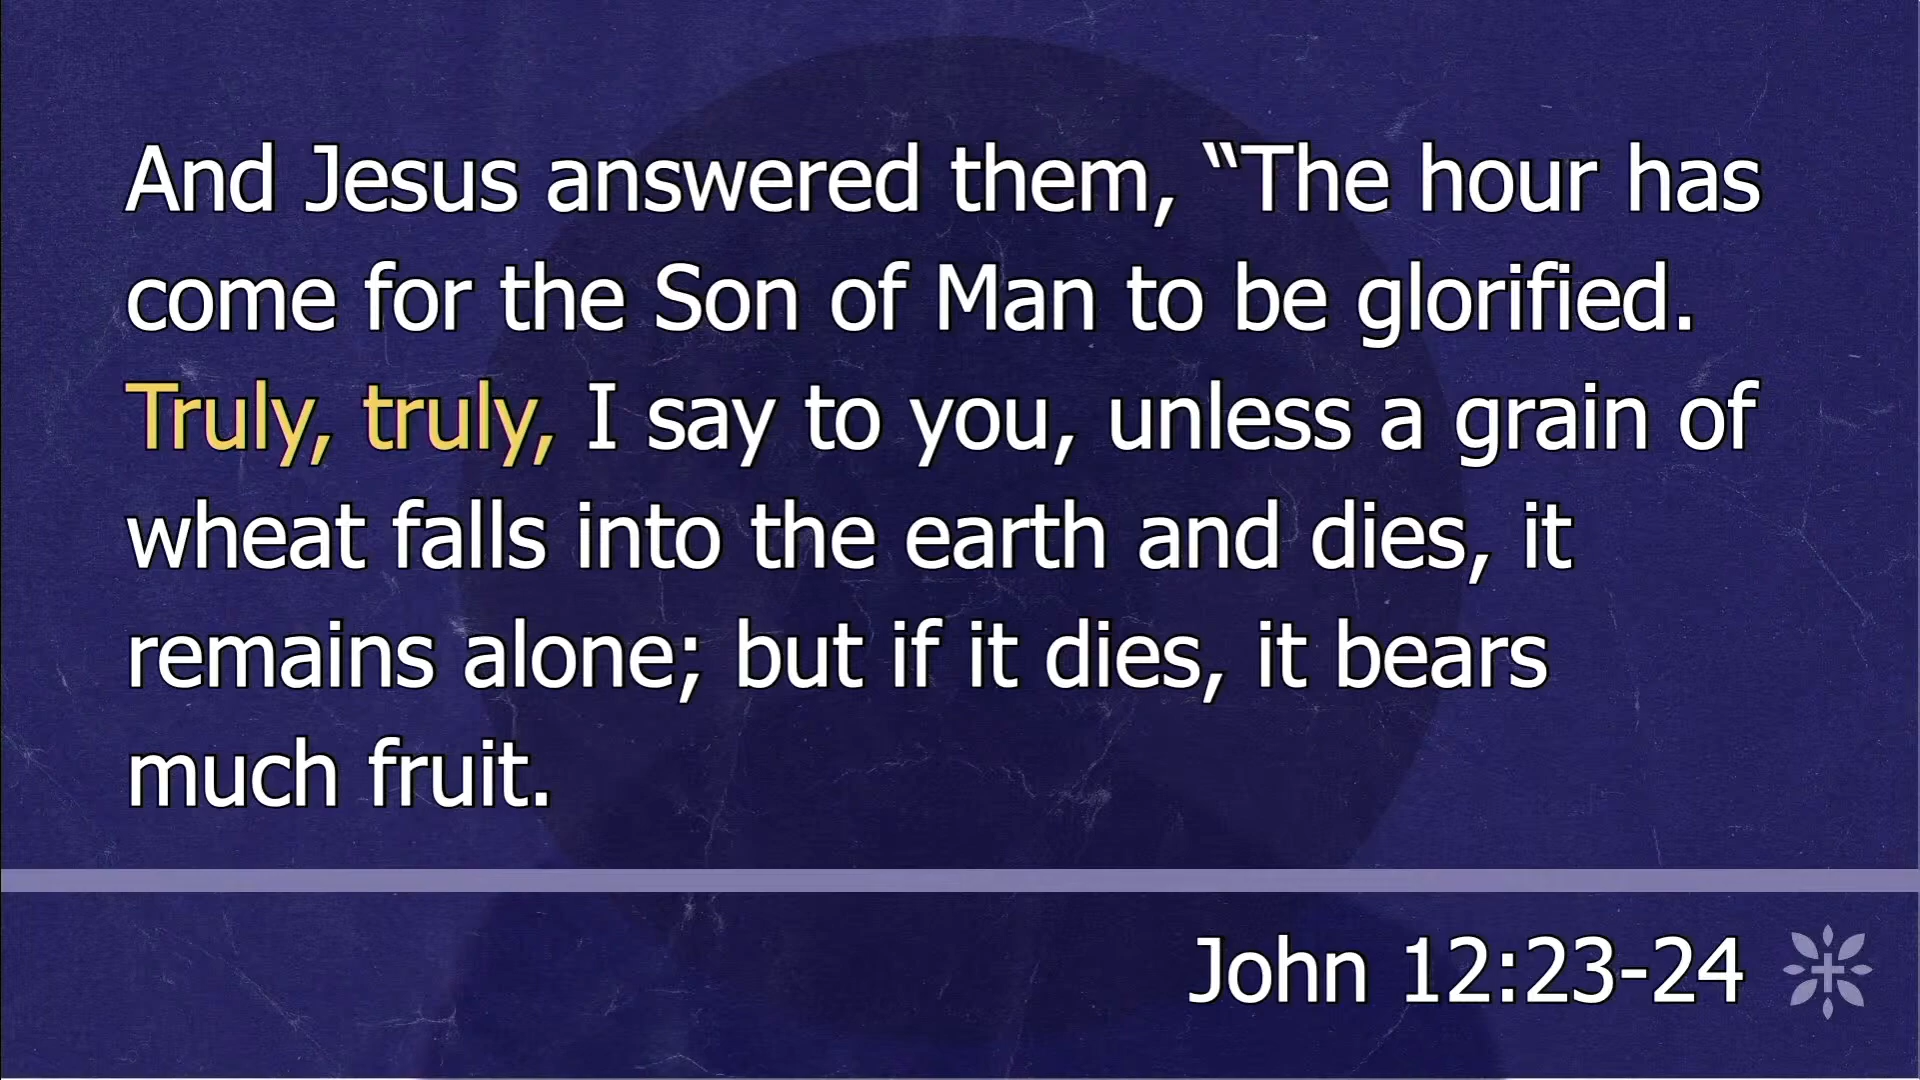 And Jesus answered them, “The hour has
come for the Son of Man to be glorified.
Truly, truly, I say to you, unless a grain of
wheat falls into the earth and dies, it
remains alone; but if it dies, it bears
much fruit.
John 12:23-24